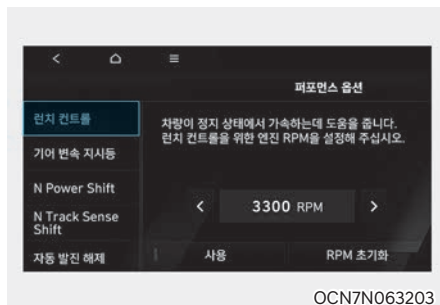 퍼포먼스 옵션
런치 컨트롤
기어 변속 지시등
N Power Shift
N Track Sense
Shift
자동 발진 해제
차량이 정지 상태에서 가속하는데 도움을 줍니다.
런치 컨트롤을 위한 엔진 RPM을 설정해 주십시오.
3300 RPM
사용
RPM 초기화
OCN7N063203